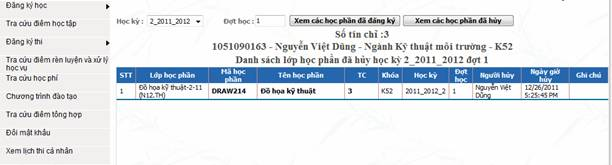 Đăng ký học
Tra cứu điểm học tập
Đăng ký thi
Tra cứu điểm rèn luyện và xử lý học vụ
Tra cứu học phí
Chương trình đào tạo
Tra cứu điểm tổng hợp
Đổi mật khẩu
Xem lịch thi cá nhân
Học kỳ : 2_2011_2012 Đợt học : 1 Xem các học phần đã đăng ký Xem các học phần đã hủy
Số tín chỉ :3
1051090163 - Nguyễn Việt Dũng - Ngành Kỹ thuật môi trường - K52
Danh sách lớp học phần đã hủy học kỳ 2_2011_2012 đợt 1
STT Lớp học phần Mã học phần Tên học phần TC Khóa Học kỳ Đợt học Người hủy Ngày giờ hủy Ghi chú
1 Đồ họa kỹ thuật-2-11 (N12.TH) DRAW214 Đồ họa kỹ thuật 3 K52 2011_2012_2 1 Nguyễn Việt Dũng 12/26/2011 5:25:45 PM